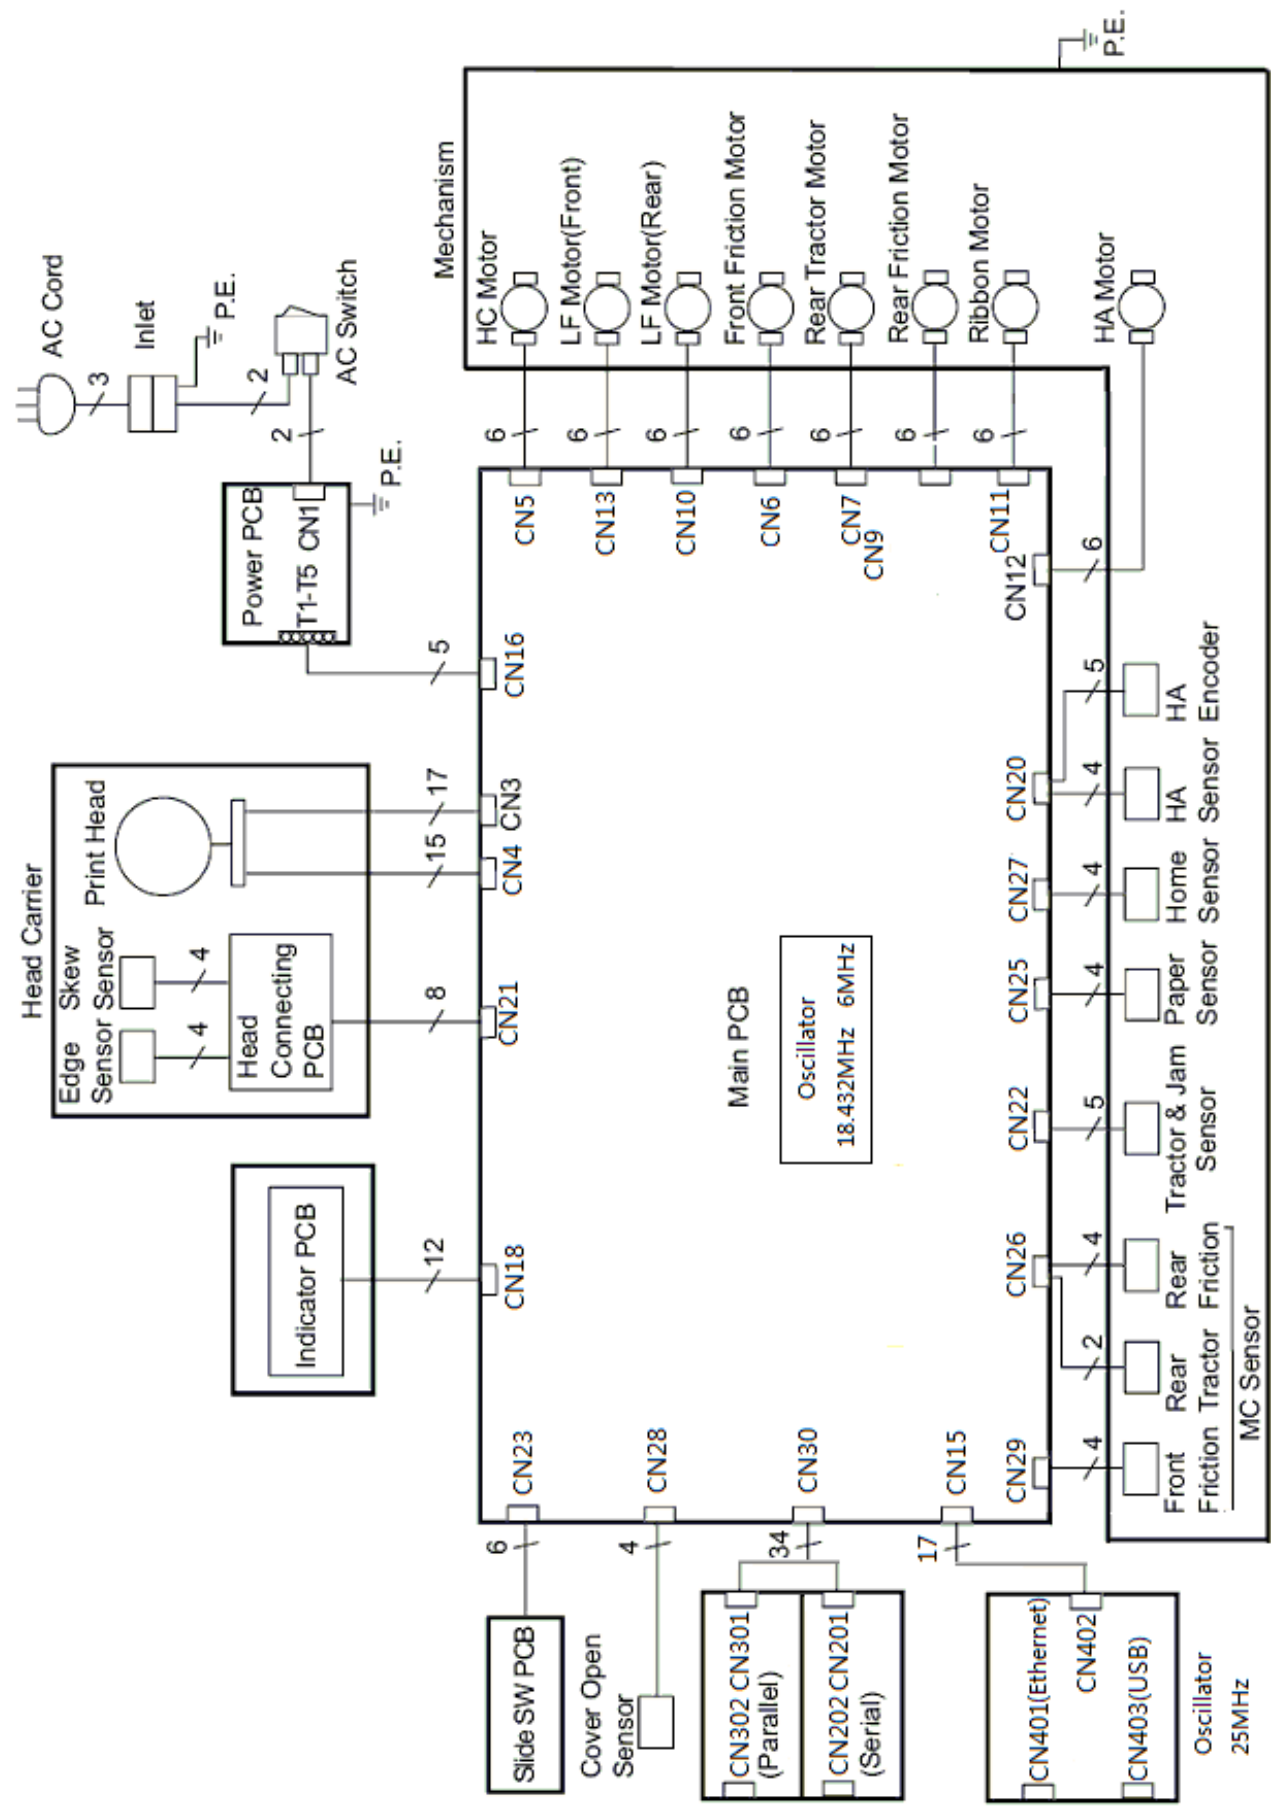 Head Carrier
AC Cord
Edge Skew
Sensor Sensor
Print Head
3
Inlet
4
4
P.E.
Head
Connecting
PCB
Power PCB
2
T1-T5 CN1
2
AC Switch
P.E.
Indicator PCB
12
8
15
17
5
Mechanism
CN18
CN21
CN4
CN3
CN16
Slide SW PCB
6
CN23
CN5
6
HC Motor
Cover Open
Sensor
4
CN28
CN13
6
LF Motor(Front)
CN10
6
LF Motor(Rear)
CN302 CN301
(Parallel)
34
CN30
Main PCB
CN6
6
Front Friction Motor
CN202 CN201
(Serial)
Oscillator
18.432MHz 6MHz
CN7
6
Rear Tractor Motor
CN9
6
Rear Friction Motor
17
CN15
CN11
6
Ribbon Motor
CN29
CN26
CN22
CN25
CN27
CN20
CN12
CN401(Ethernet)
CN402
CN403(USB)
4
2
4
5
4
4
4
5
6
HA Motor
P.E.
Front
Friction
Rear
Tractor
Rear
Friction
Tractor & Jam
Sensor
Paper
Sensor
Home
Sensor
HA
Sensor
HA
Encoder
MC Sensor
Oscillator
25MHz